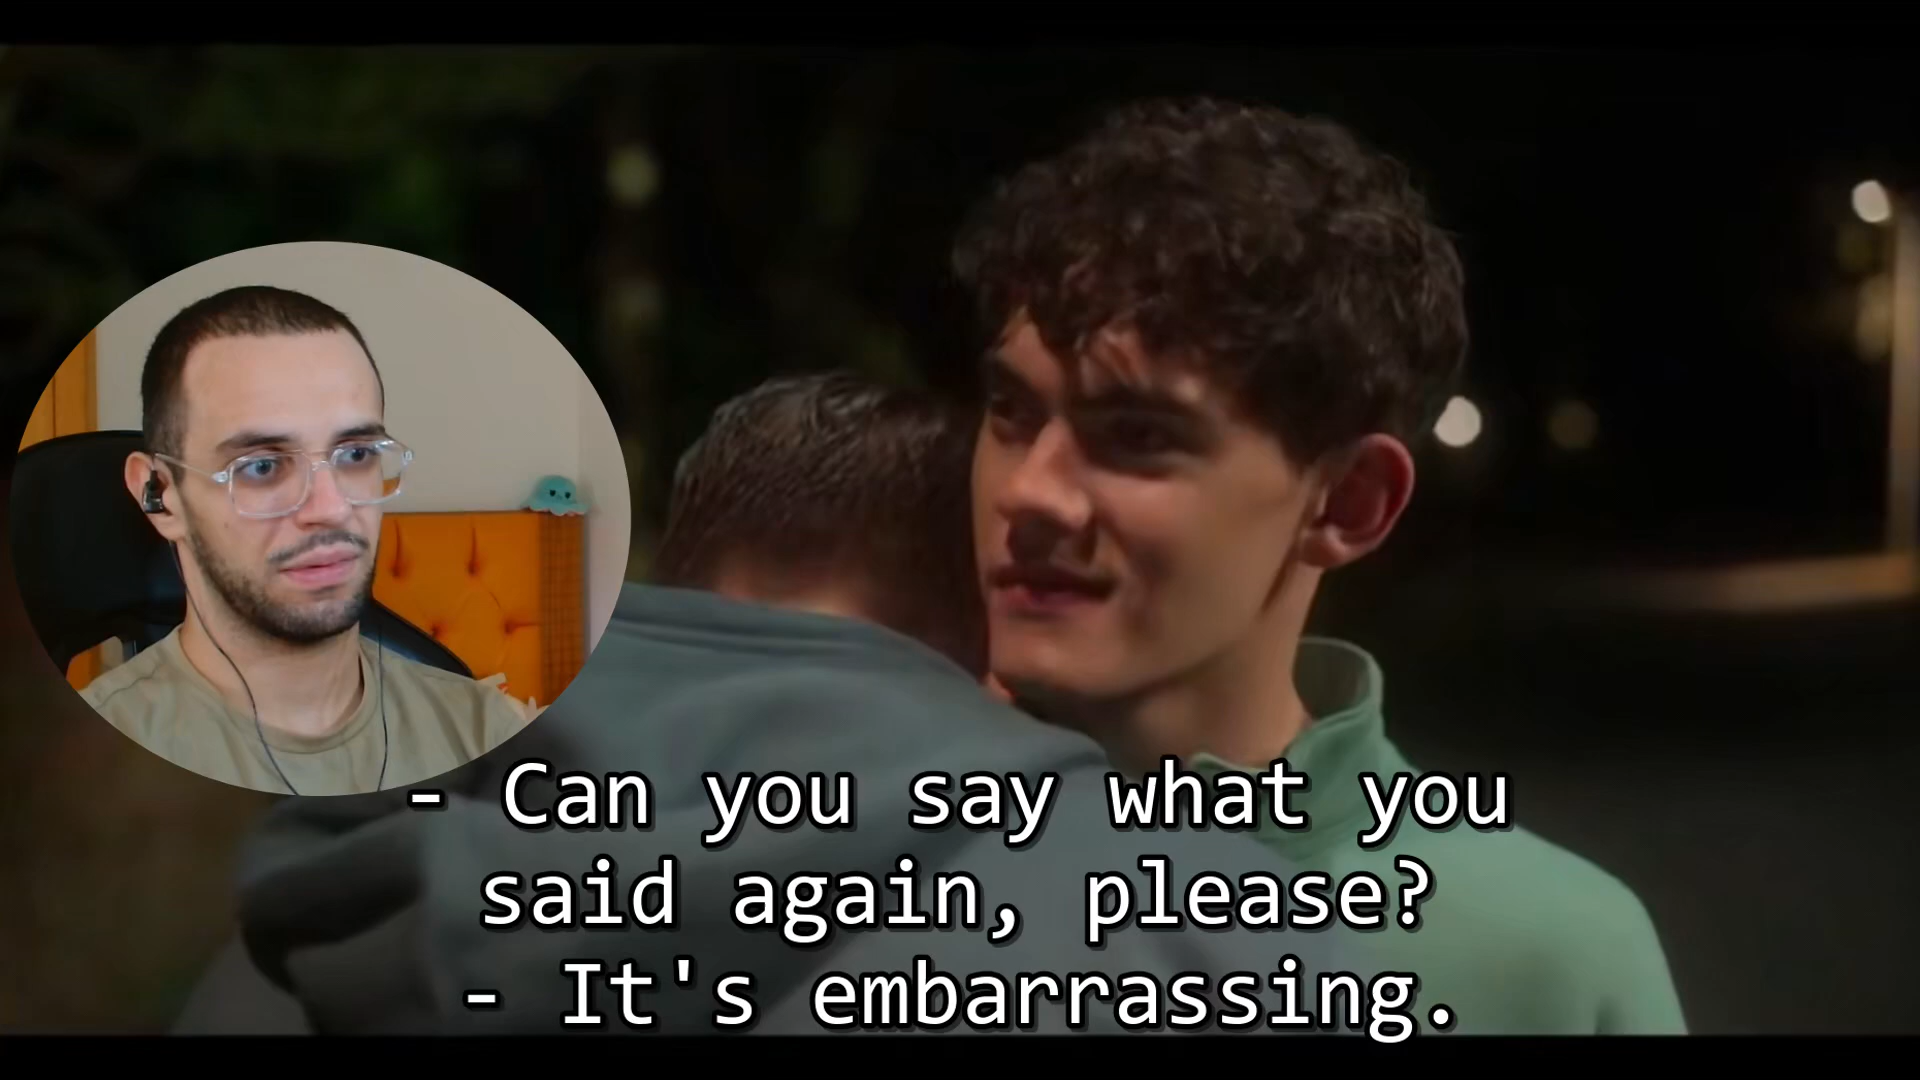 - Can you say what you
said again, please?
- It's embarrassing.